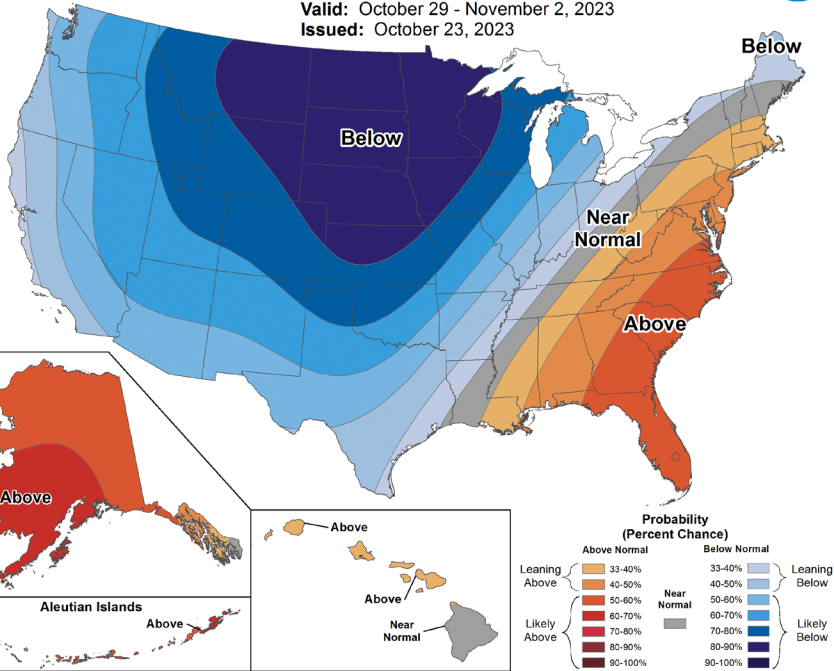 Valid: October 29 - November 2, 2023
Issued: October 23, 2023
Below
Below
Near
Normal
Above
Above
Aleutian Islands
Above
Above
Above
Near
Normal
Probability
(Percent Chance)
Above Normal
Below Normal
Leaning
Above
33-40%
40-50%
Likely
Above
50-60%
60-70%
70-80%
80-90%
90-100%
Near
Normal
33-40%
40-50%
Leaning
Below
50-60%
60-70%
70-80%
80-90%
90-100%
Likely
Below